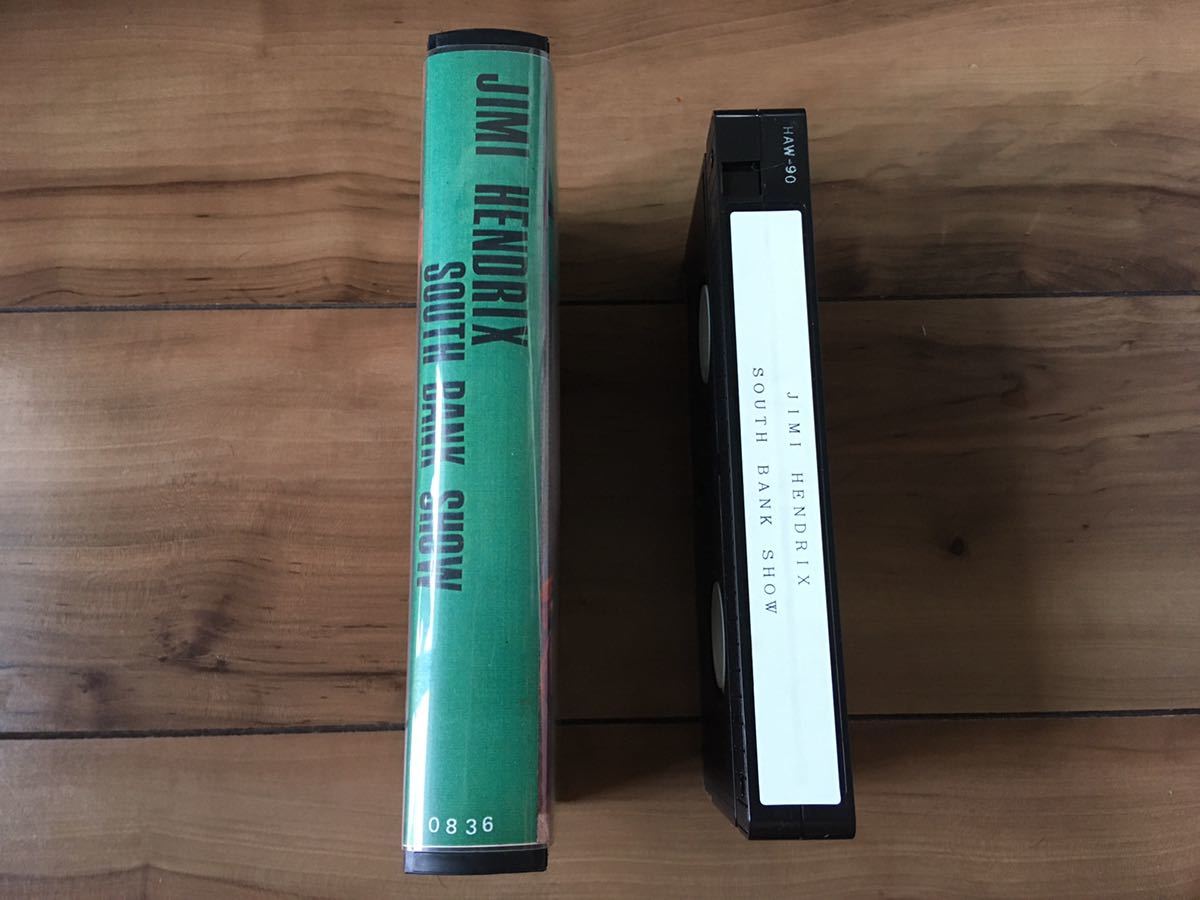 JIMI HENDRIX
SOUTH BANK SHOW
0836
HAW-90
JIMI HENDRIX
SOUTH BANK SHOW